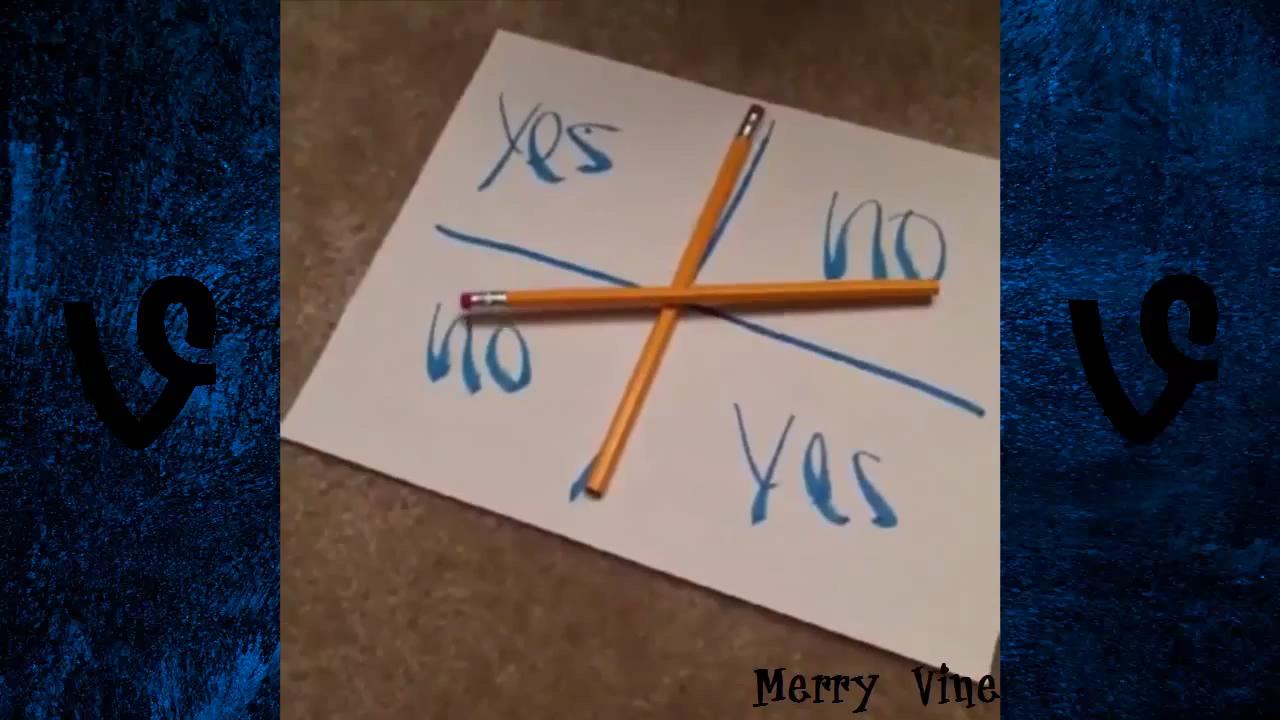 Yes
no
no
Yes
Merry Vine